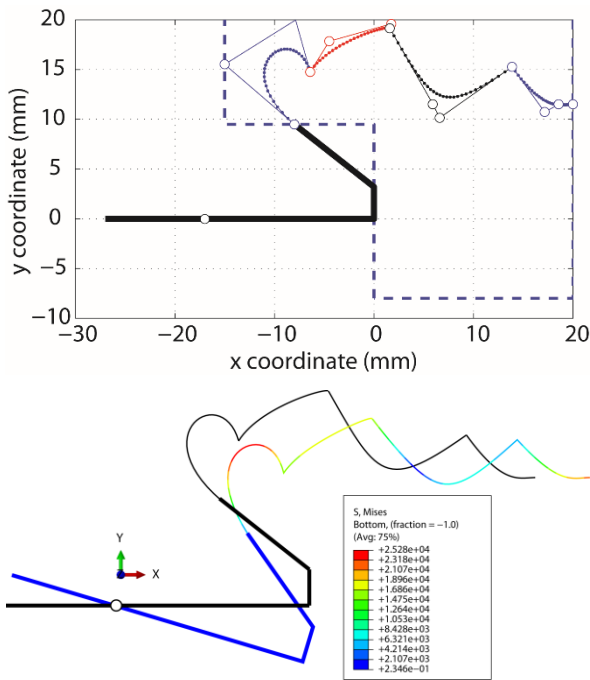 20
15
10
5
0
−5
−10
−30
−20
−10
0
10
20
y coordinate (mm)
x coordinate (mm)
Y
X
S, Mises
Bottom, (fraction = −1.0)
(Avg: 75%)
+2.528e+04
+2.318e+04
+2.107e+04
+1.896e+04
+1.686e+04
+1.475e+04
+1.264e+04
+1.053e+04
+8.428e+03
+6.321e+03
+4.214e+03
+2.107e+03
+2.346e−01